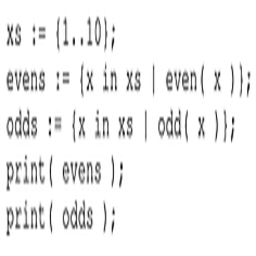 xs := {1..10};
evens := {x in xs | even( x )};
odds := {x in xs | odd( x )};
print( evens );
print( odds );